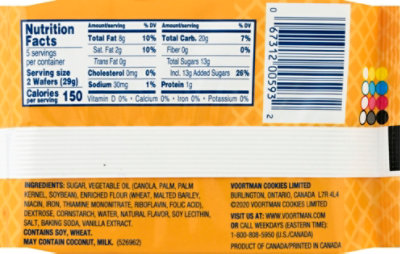 Nutrition
Facts
5 servings
per container
Serving size
2 Wafers (29g)
Calories
per serving 150
Amount/serving % DV
Total Fat 8g 10%
Sat. Fat 2g 10%
Trans Fat 0g
Cholesterol 0mg 0%
Sodium 30mg 1%
Amount/serving % DV
Total Carb. 20g 7%
Fiber 0g 0%
Total Sugars 13g
Incl. 13g Added Sugars 26%
Protein 1g
Vitamin D 0% • Calcium 0% • Iron 0% • Potassium 0%
0 67312 00593 2
INGREDIENTS: SUGAR, VEGETABLE OIL (CANOLA, PALM, PALM
KERNEL, SOYBEAN), ENRICHED FLOUR (WHEAT, MALTED BARLEY,
NIACIN, IRON, THIAMINE MONONITRATE, RIBOFLAVIN, FOLIC ACID),
DEXTROSE, CORNSTARCH, WATER, NATURAL FLAVOR, SOY LECITHIN,
SALT, BAKING SODA, VANILLA EXTRACT.
CONTAINS SOY, WHEAT.
MAY CONTAIN COCONUT, MILK. (526962)
VOORTMAN COOKIES LIMITED
BURLINGTON, ONTARIO, CANADA L7R 4L4
©2020 VOORTMAN COOKIES LIMITED
VISIT US AT: WWW.VOORTMAN.COM
OR CALL WEEKDAYS (EASTERN TIME):
1-800-808-5950 (U.S./CANADA)
PRODUCT OF CANADA/PRINTED IN CANADA